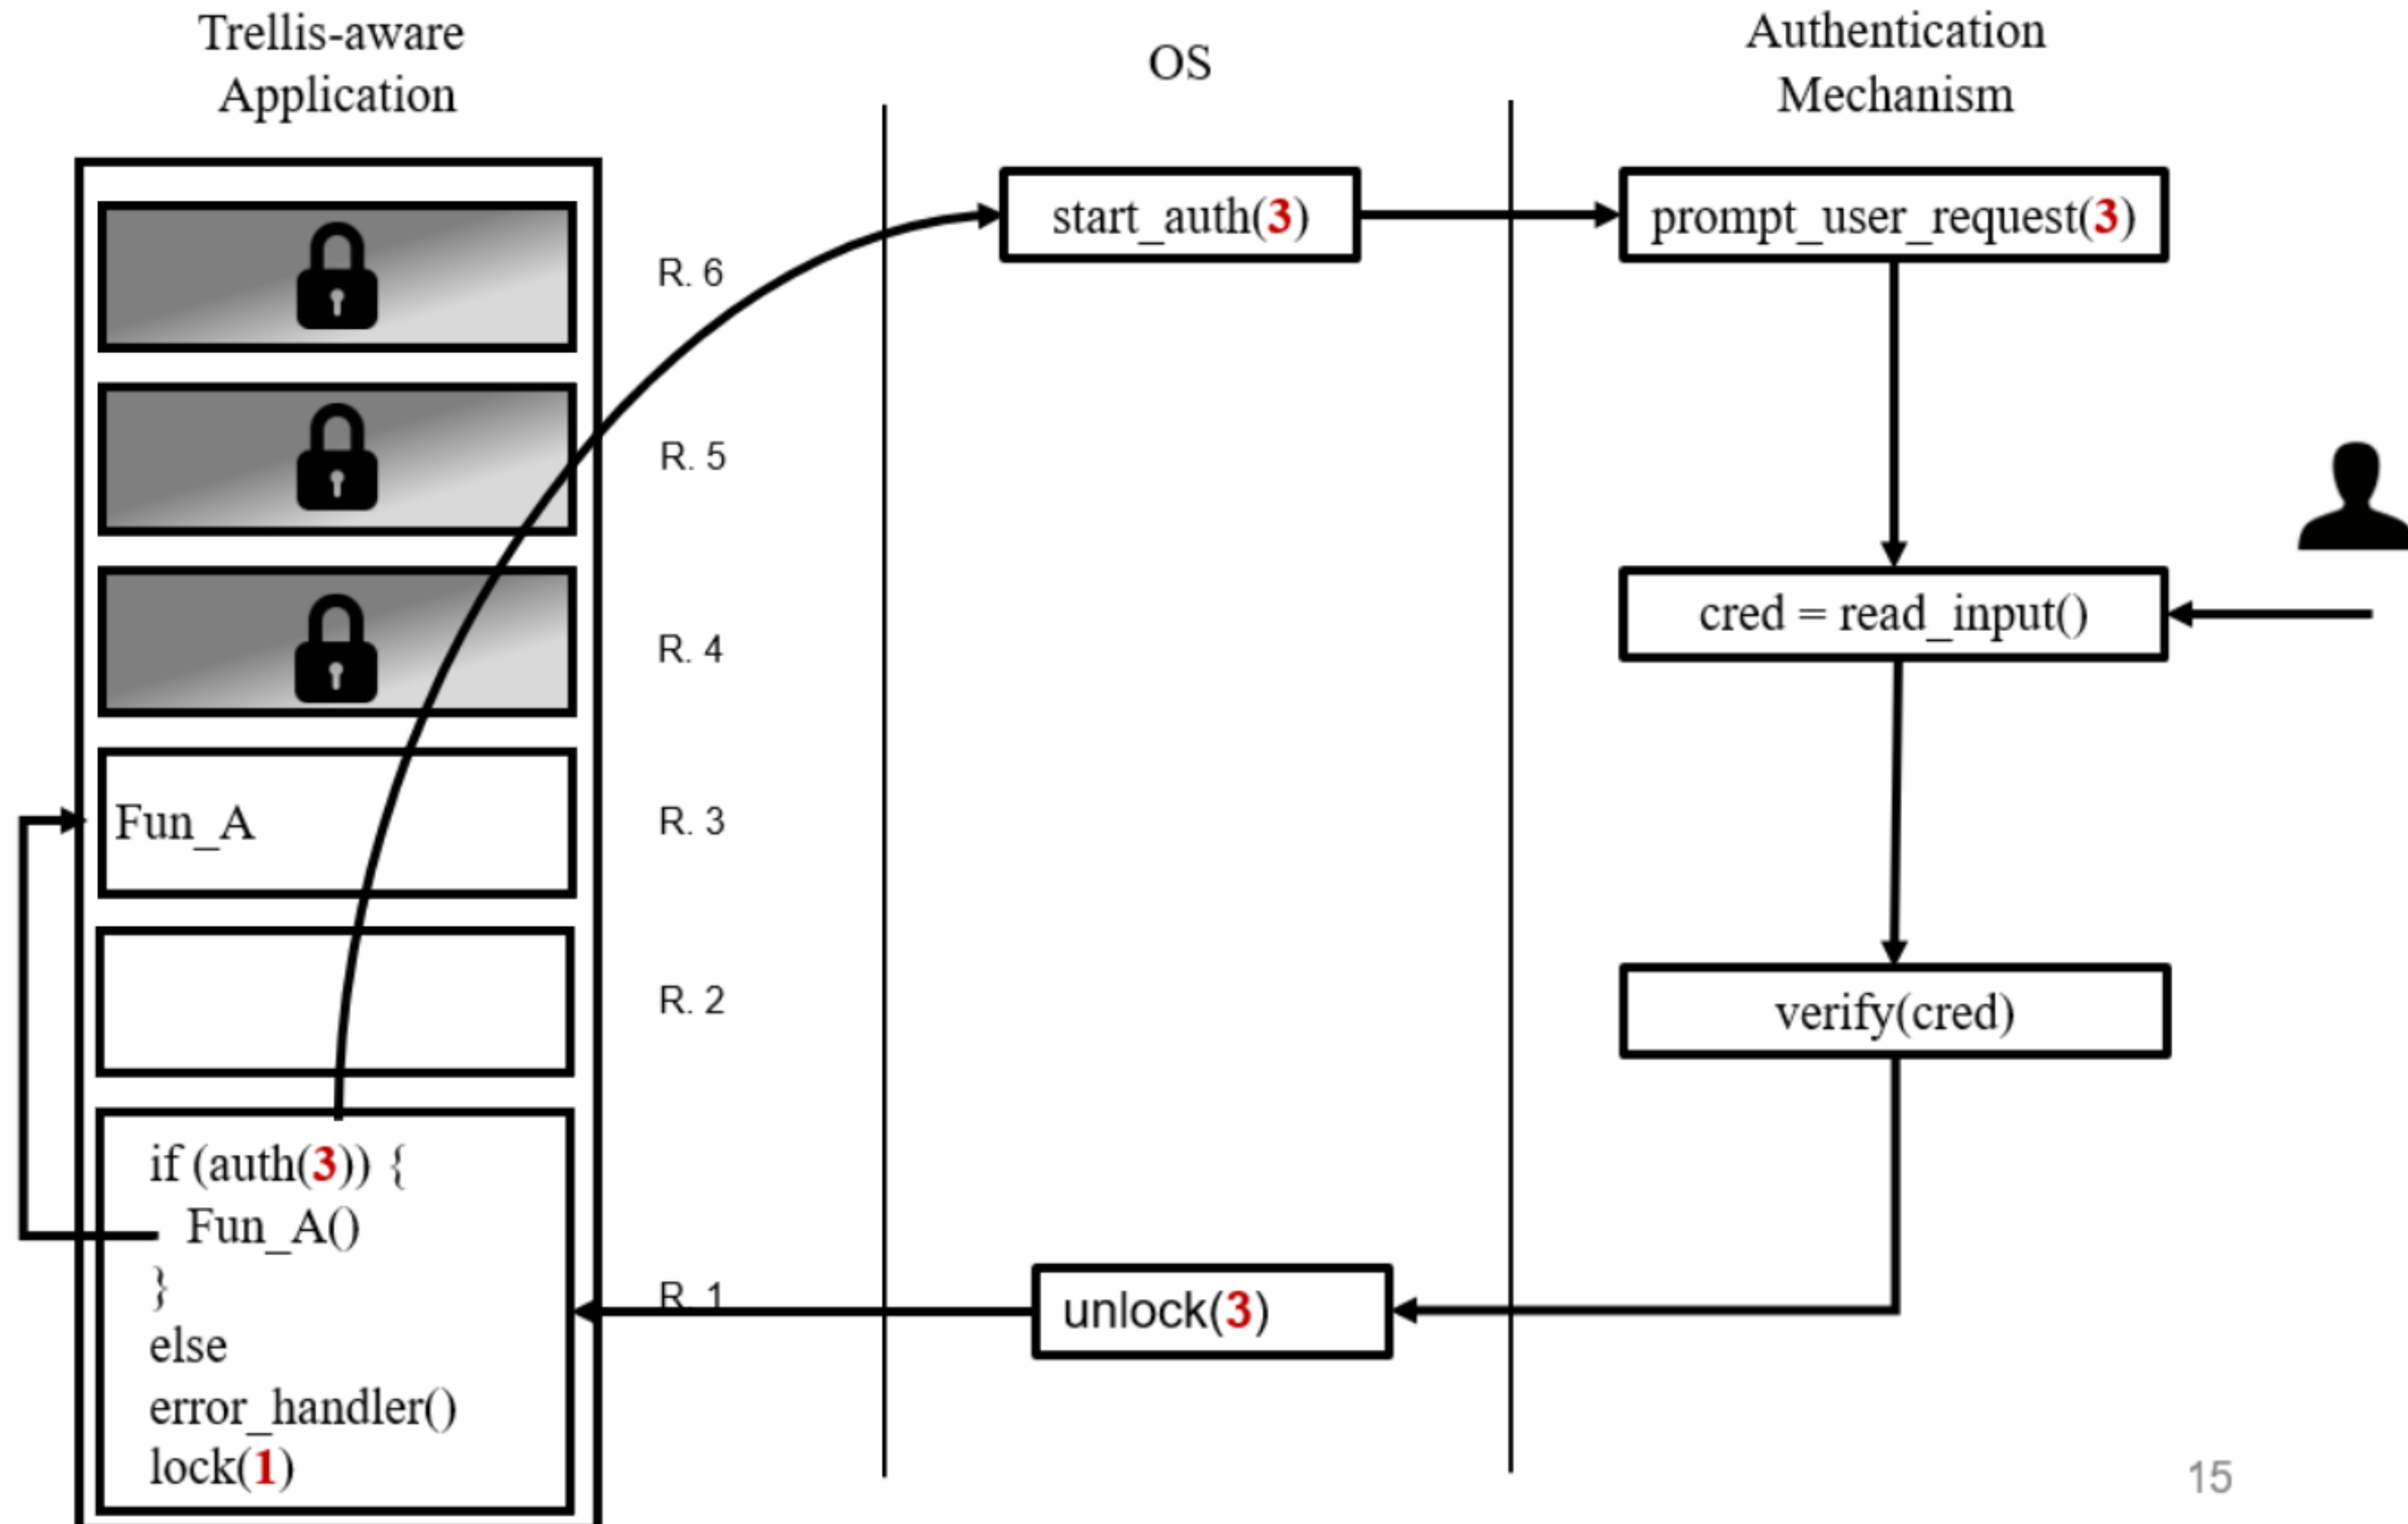 Trellis-aware
Application
OS
Authentication
Mechanism
start_auth(3)
prompt_user_request(3)
R. 6
R. 5
cred = read_input()
R. 4
Fun_A
R. 3
R. 2
verify(cred)
if (auth(3)) {
Fun_A()
}
else
error_handler()
lock(1)
R. 1
unlock(3)
15